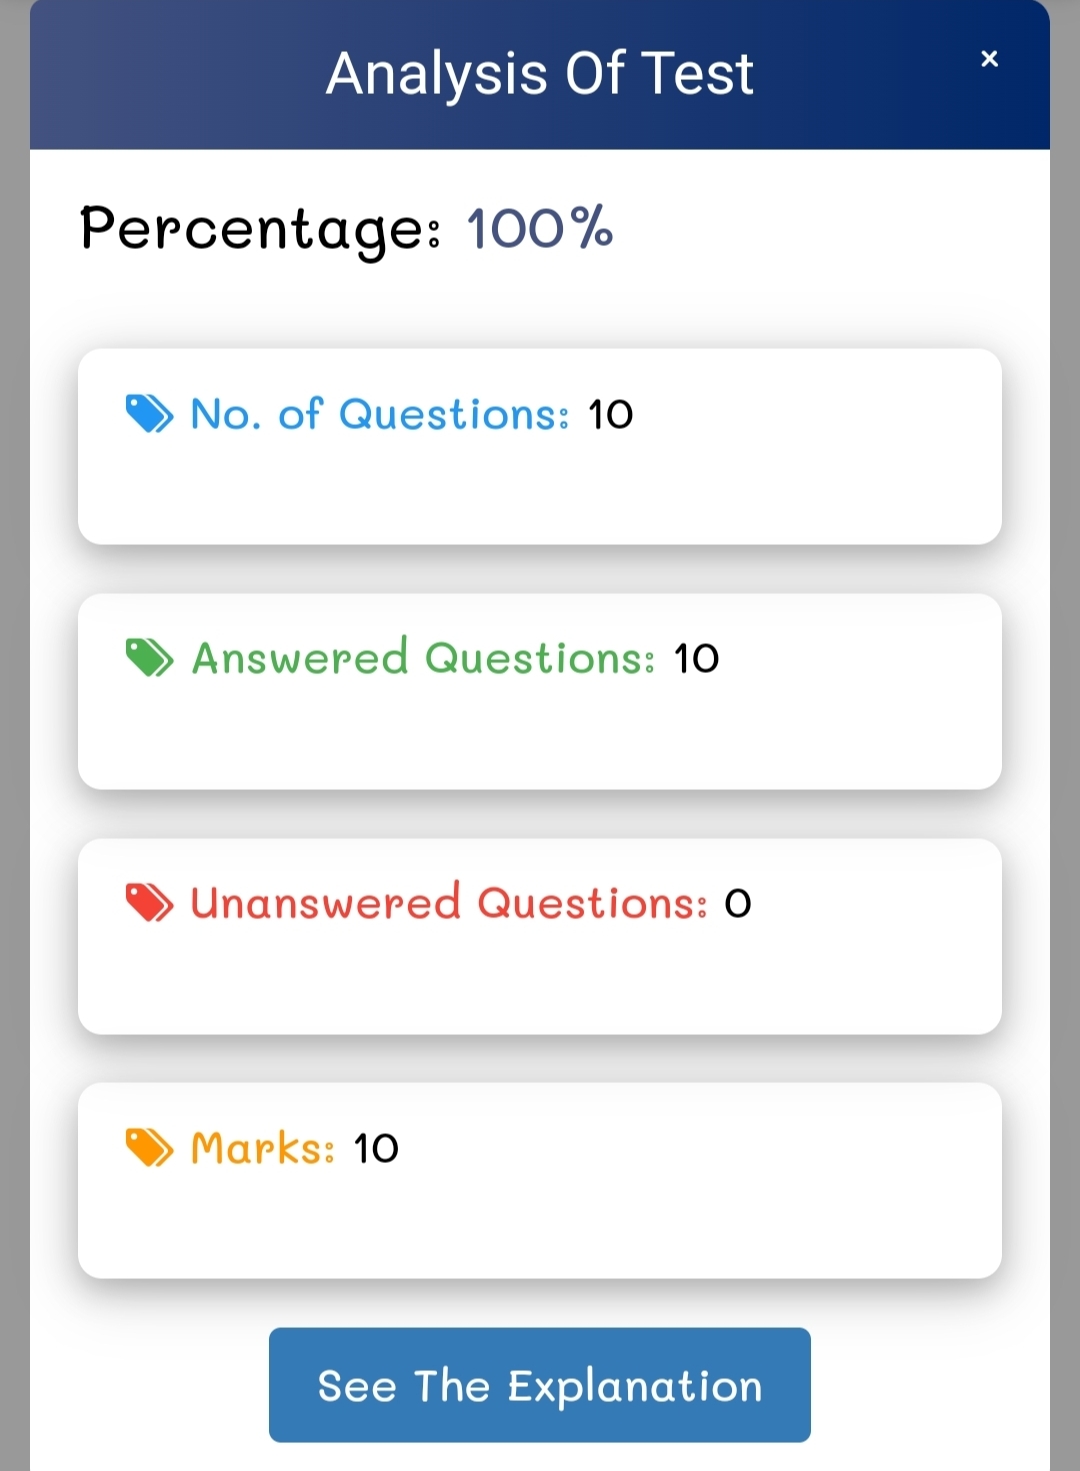 Analysis Of Test
×
Percentage: 100%
No. of Questions: 10
Answered Questions: 10
Unanswered Questions: 0
Marks: 10
See The Explanation